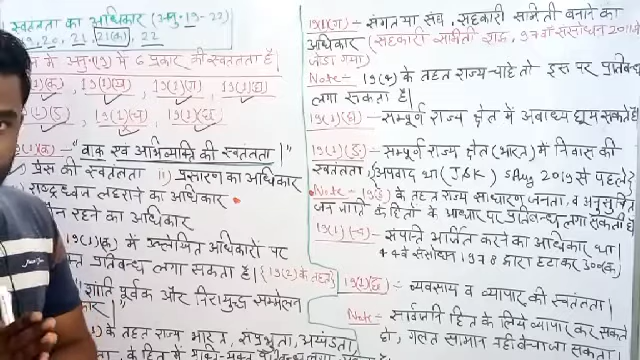 स्वतंत्रता का अधिकार (अनु॰ 19-22)
19, 20, 21, 21(क), 22
में अनु॰(19) में 6 प्रकार की स्वतंत्रता है।
19(1)(ख) 19(1)(ग) 19(1)(घ)
19(1)(च) 19(1)(छ)
"वाक् एवं अभिव्यक्ति की स्वतंत्रता।"
i) प्रेस की स्वतंत्रता ii) प्रसारण का अधिकार
राष्ट्र ध्वज लहराने का अधिकार
मौन रहने का अधिकार
19(1)(क) में उल्लेखित अधिकारों पर
प्रतिबन्ध लगा सकता है। {19(2) के तहत}
शांति पूर्वक और निरायुद्ध सम्मेलन
के तहत राज्य भारत, संप्रभुता, अखंडता
के हित में
19(1)(ग) - संगम या संघ, सहकारी समिती बनाने का
अधिकार (सहकारी समिती शब्द 97वाँ संसोधन 2011 से
जोड़ा गया)
Note - 19(4) के तहत राज्य चाहे तो इस पर प्रतिबन्ध
लगा सकता है।
19(1)(घ) - सम्पूर्ण राज्य क्षेत्र में अबाध घूम सकते हैं
19(1)(ङ) - सम्पूर्ण राज्य क्षेत्र (भारत) में निवास की
स्वतंत्रता, अपवाद था (J&K) 5 Aug 2019 से पहले
Note - 19(5) के तहत राज्य साधारण जनता, व अनुसूचित
जन जाति के हितों के आधार पर प्रतिबन्ध लगा सकती है
19(1)(च) - संपत्ति अर्जित करने का अधिकार था।
44वें संसोधन 1978 द्वारा हटाकर 300(क)
19(1)(छ) - व्यवसाय व व्यापार की स्वतंत्रता।
Note - सार्वजनि हित के लिये व्यापार कर सकते
हो, गलत सामान नही बेचा जा सकता